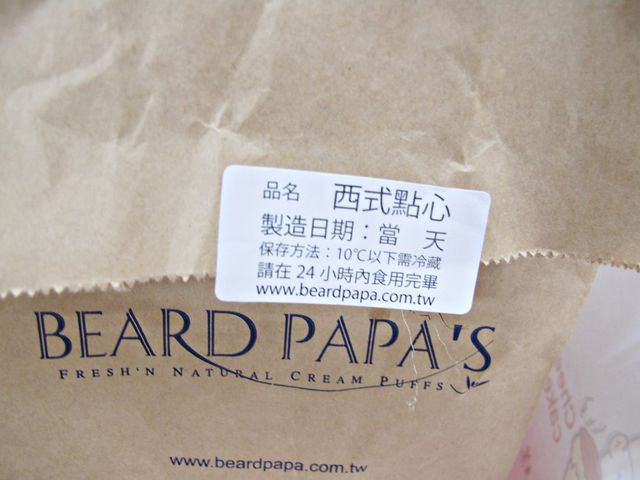 品名 西式點心
製造日期：當 天
保存方法：10℃以下需冷藏
請在 24 小時內食用完畢
www.beardpapa.com.tw
BEARD PAPA'S
FRESH'N NATURAL CREAM PUFFS
www.beardpapa.com.tw